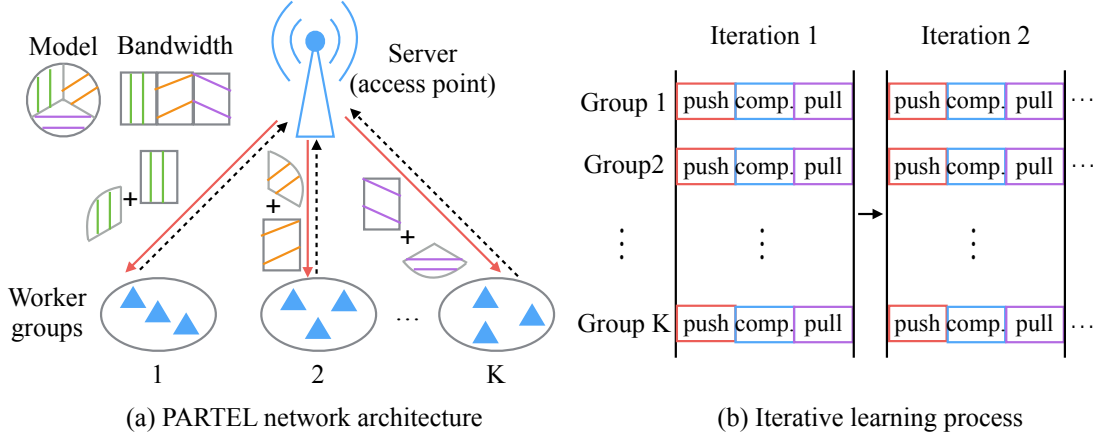 Model
Bandwidth
Server
(access point)
+
+
+
Worker
groups
...
1
2
K
(a) PARTEL network architecture
Iteration 1
Iteration 2
Group 1
push
comp.
pull
push
comp.
pull
...
Group2
push
comp.
pull
push
comp.
pull
Group K
push
comp.
pull
push
comp.
pull
...
(b) Iterative learning process